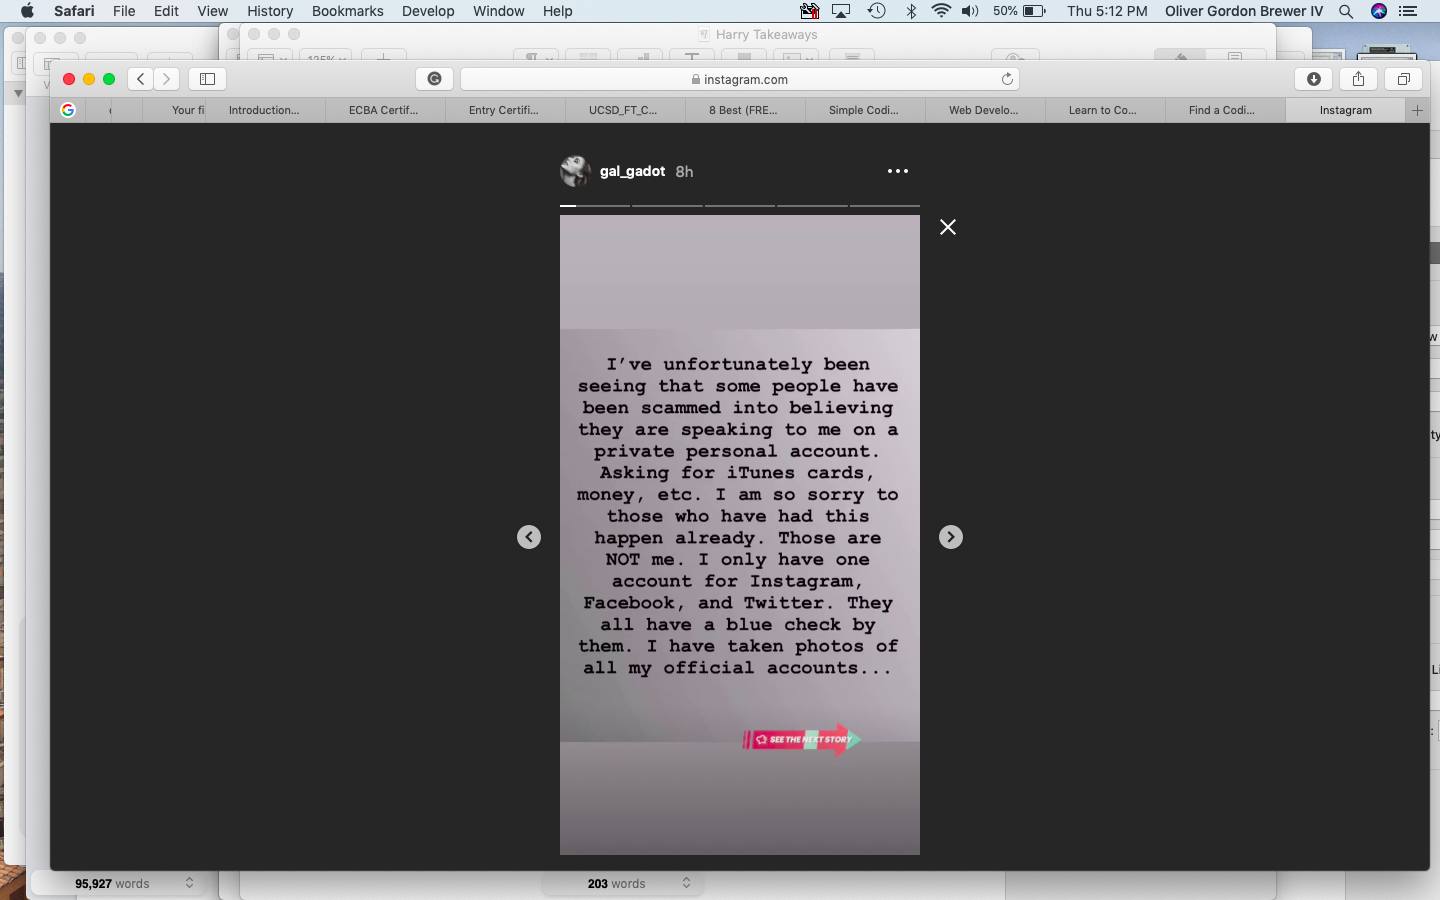 Safari File Edit View History Bookmarks Develop Window Help 50% Thu 5:12 PM Oliver Gordon Brewer IV
Harry Takeaways
125%
instagram.com
Your fi Introduction... ECBA Certif... Entry Certifi... UCSD_FT_C... 8 Best (FRE... Simple Codi... Web Develo... Learn to Co... Find a Codi... Instagram
gal_gadot 8h
I’ve unfortunately been
seeing that some people have
been scammed into believing
they are speaking to me on a
private personal account.
Asking for iTunes cards,
money, etc. I am so sorry to
those who have had this
happen already. Those are
NOT me. I only have one
account for Instagram,
Facebook, and Twitter. They
all have a blue check by
them. I have taken photos of
all my official accounts...
SEE THE NEXT STORY
95,927 words
203 words